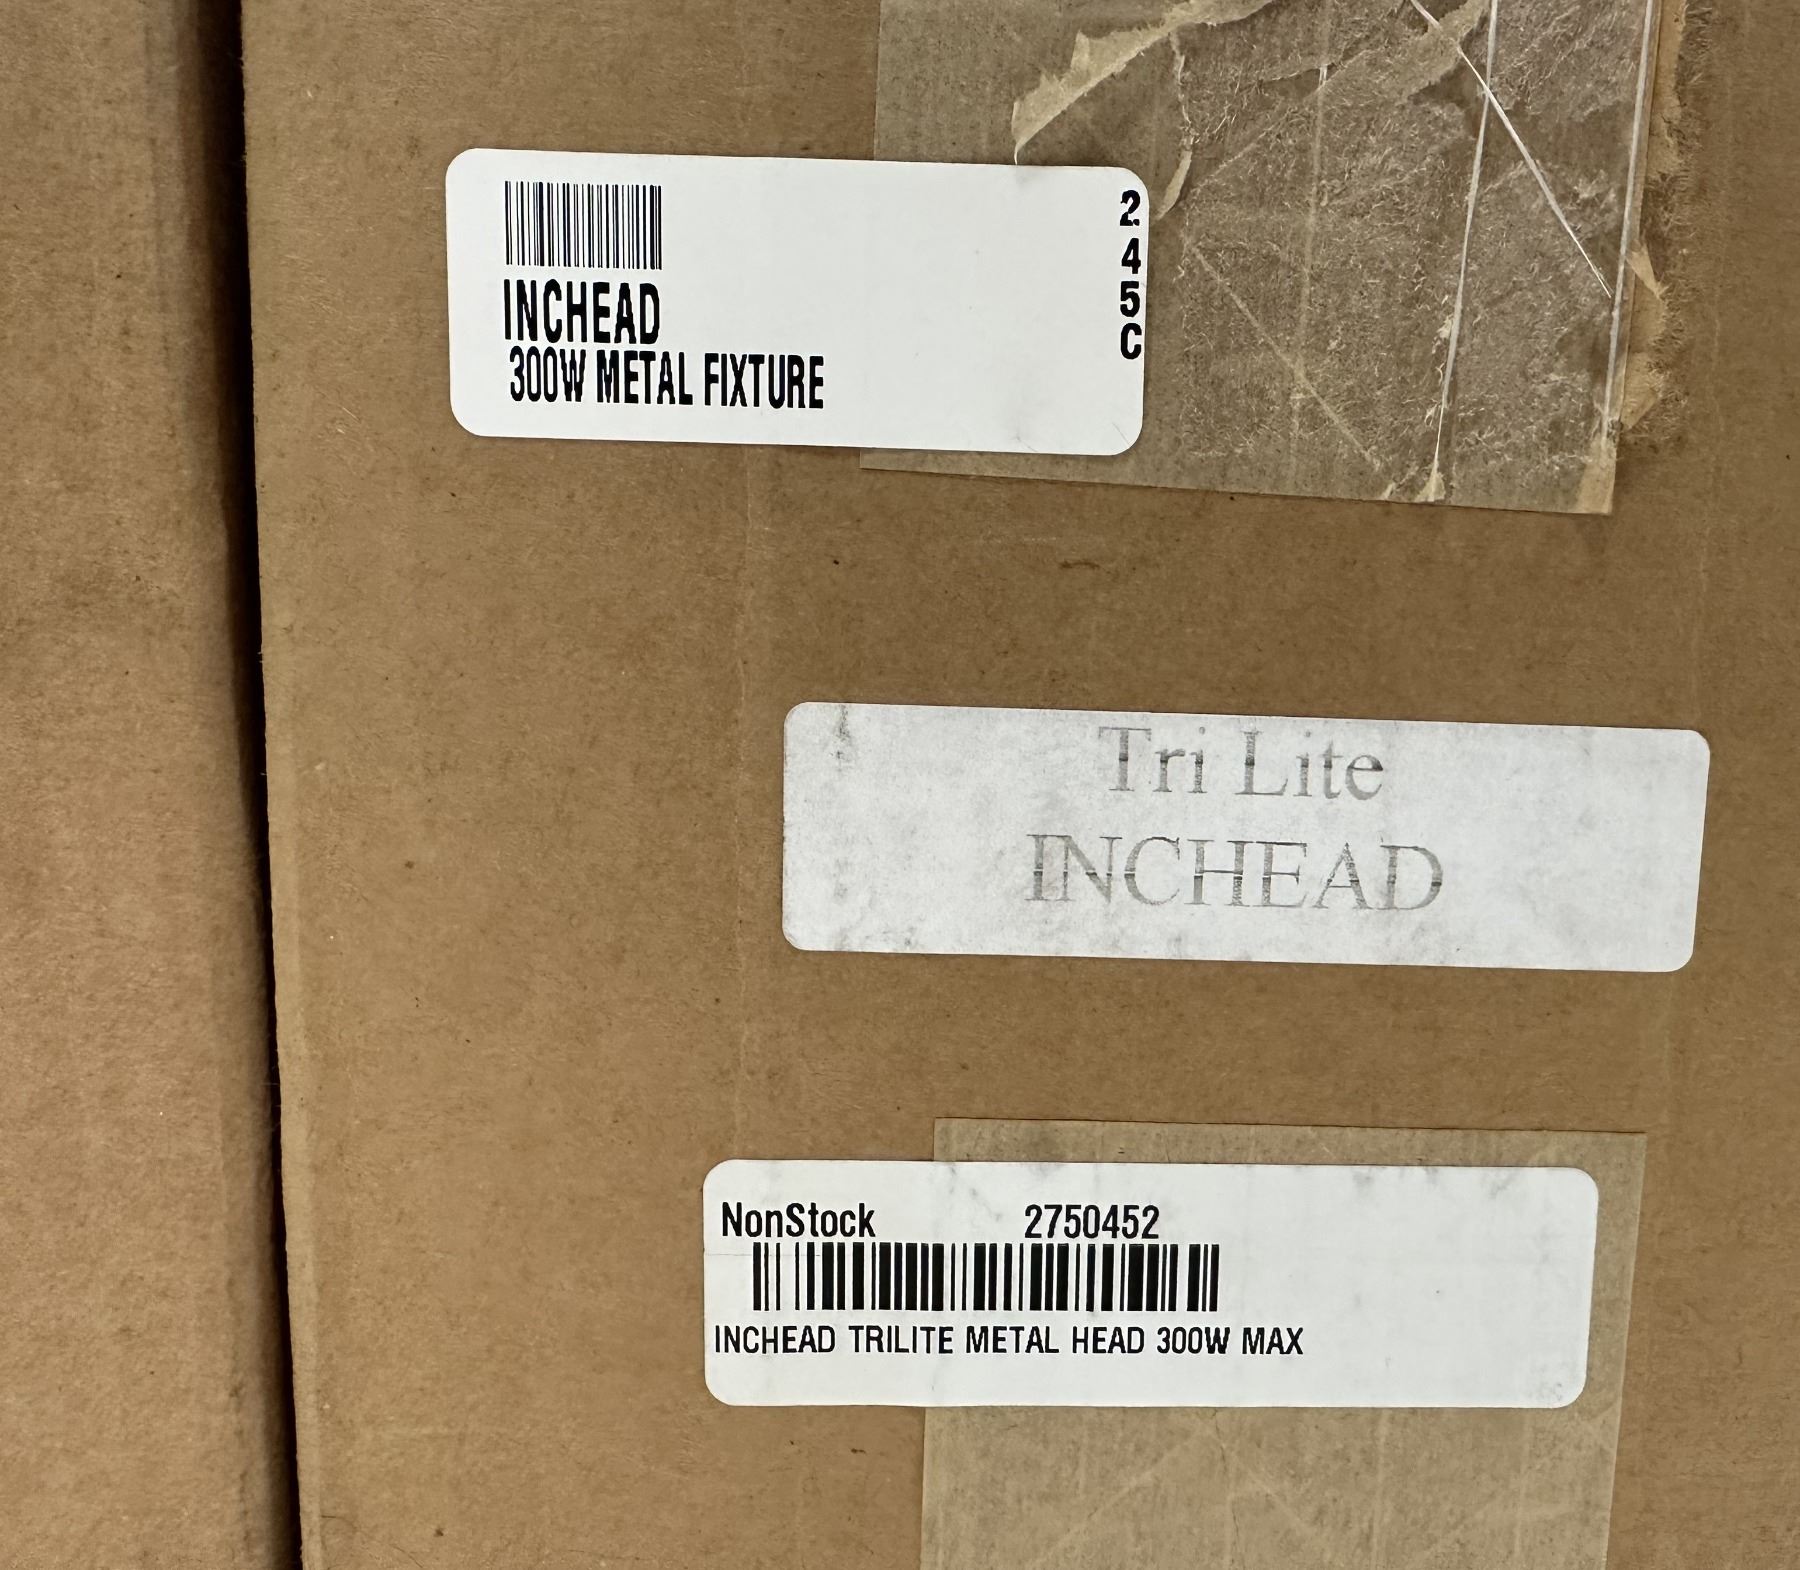 INCHEAD
300W METAL FIXTURE
2
4
5
C
Tri Lite
INCHEAD
NonStock 2750452
INCHEAD TRILITE METAL HEAD 300W MAX